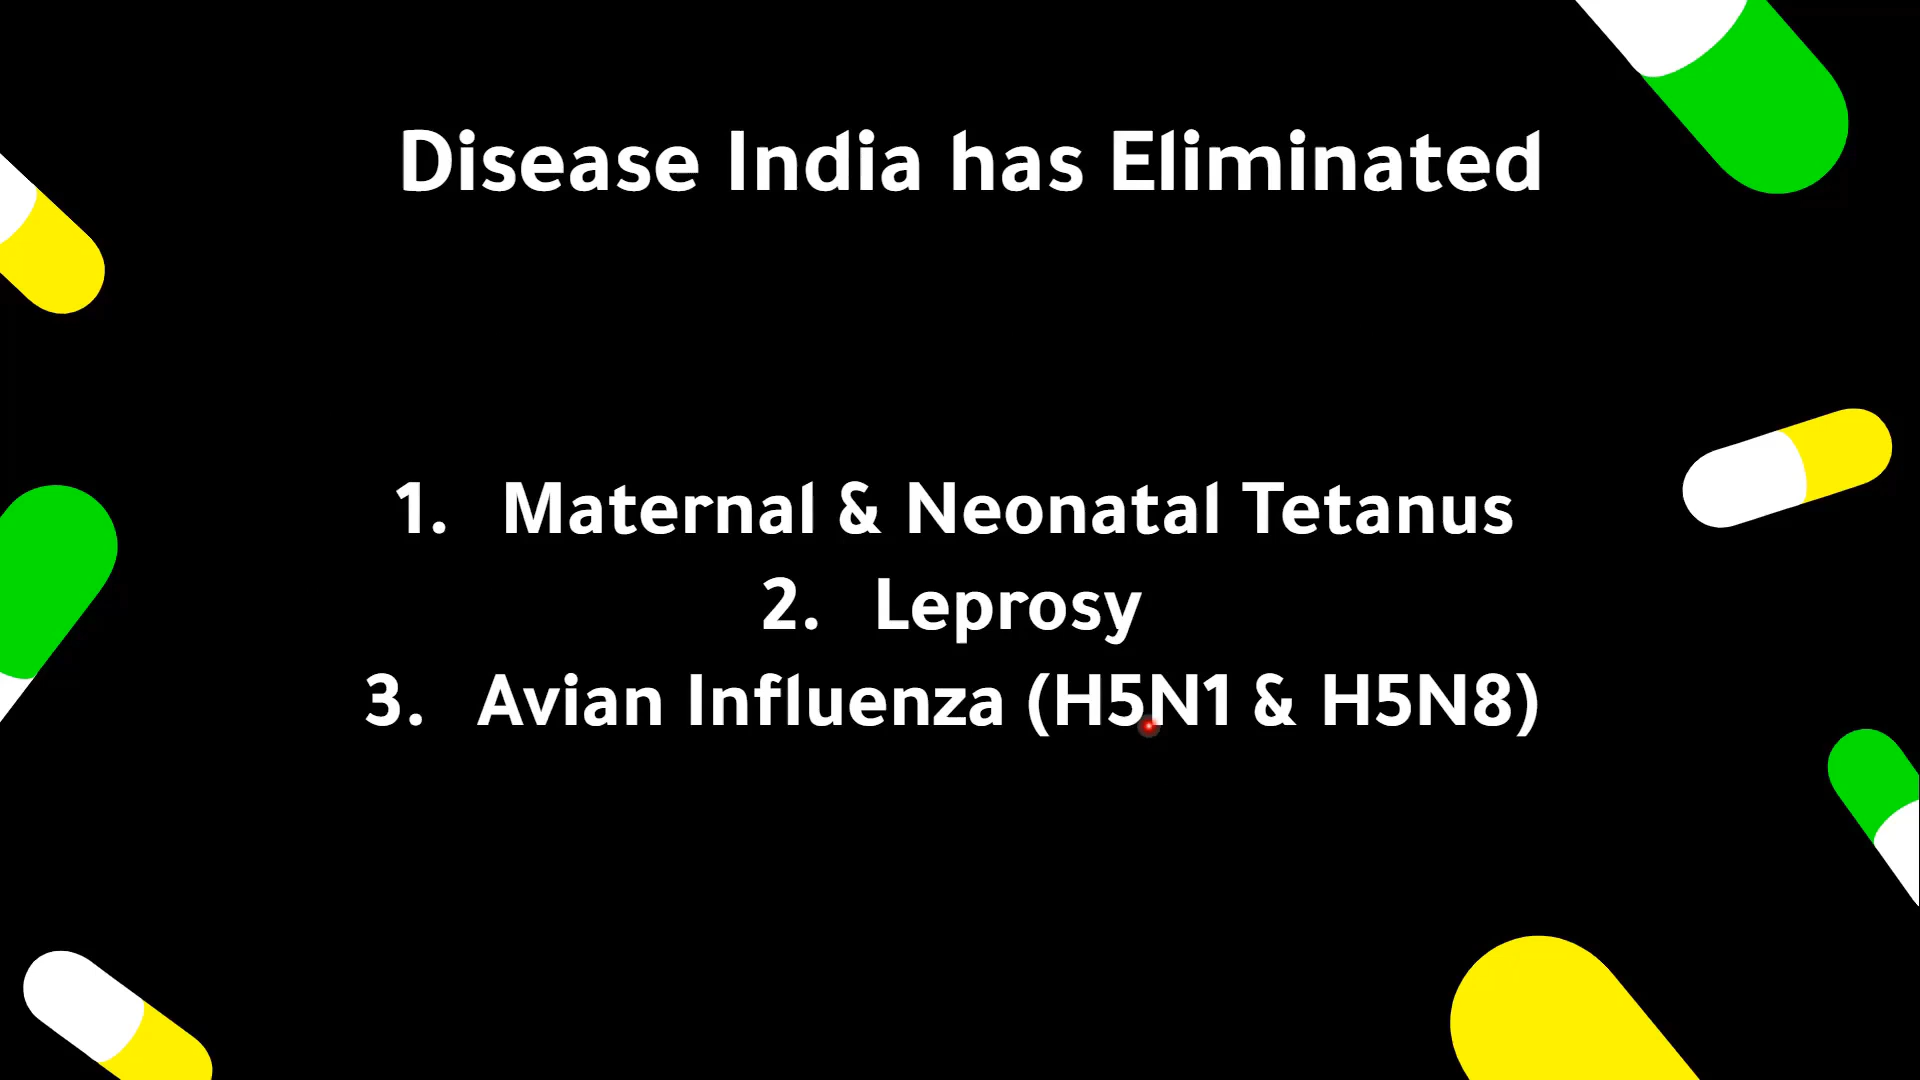 Disease India has Eliminated
1. Maternal & Neonatal Tetanus
2. Leprosy
3. Avian Influenza (H5N1 & H5N8)